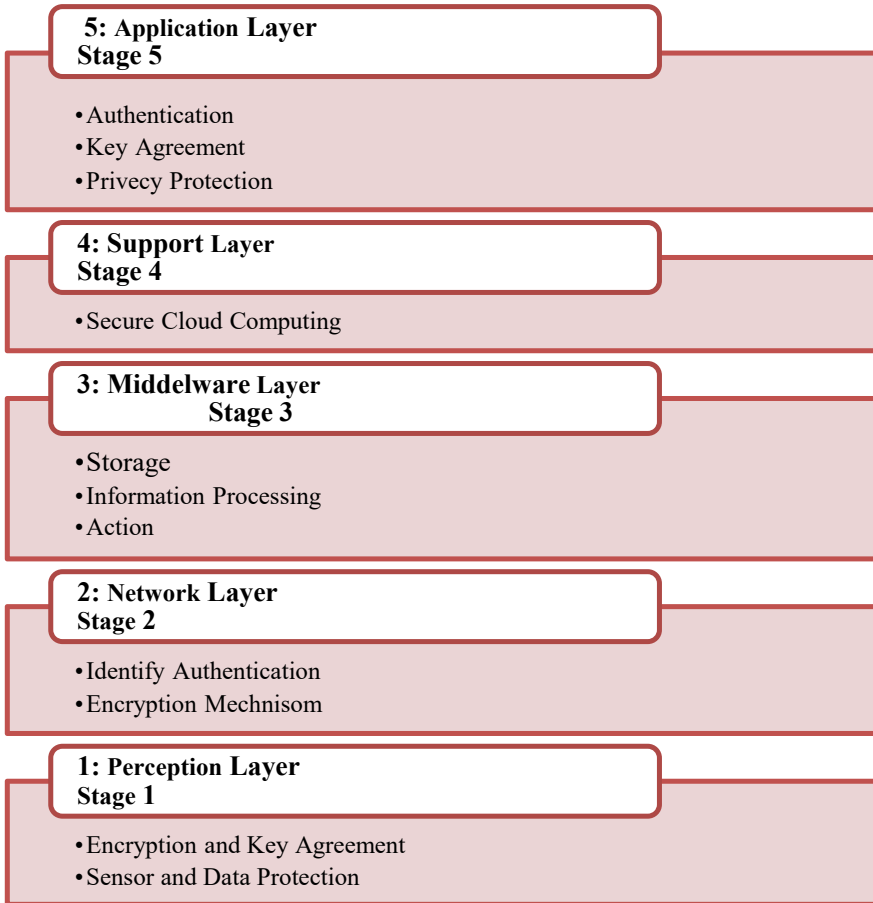 5: Application Layer
Stage 5
•Authentication
•Key Agreement
•Privecy Protection
4: Support Layer
Stage 4
•Secure Cloud Computing
3: Middelware Layer
Stage 3
•Storage
•Information Processing
•Action
2: Network Layer
Stage 2
•Identify Authentication
•Encryption Mechnisom
1: Perception Layer
Stage 1
•Encryption and Key Agreement
•Sensor and Data Protection